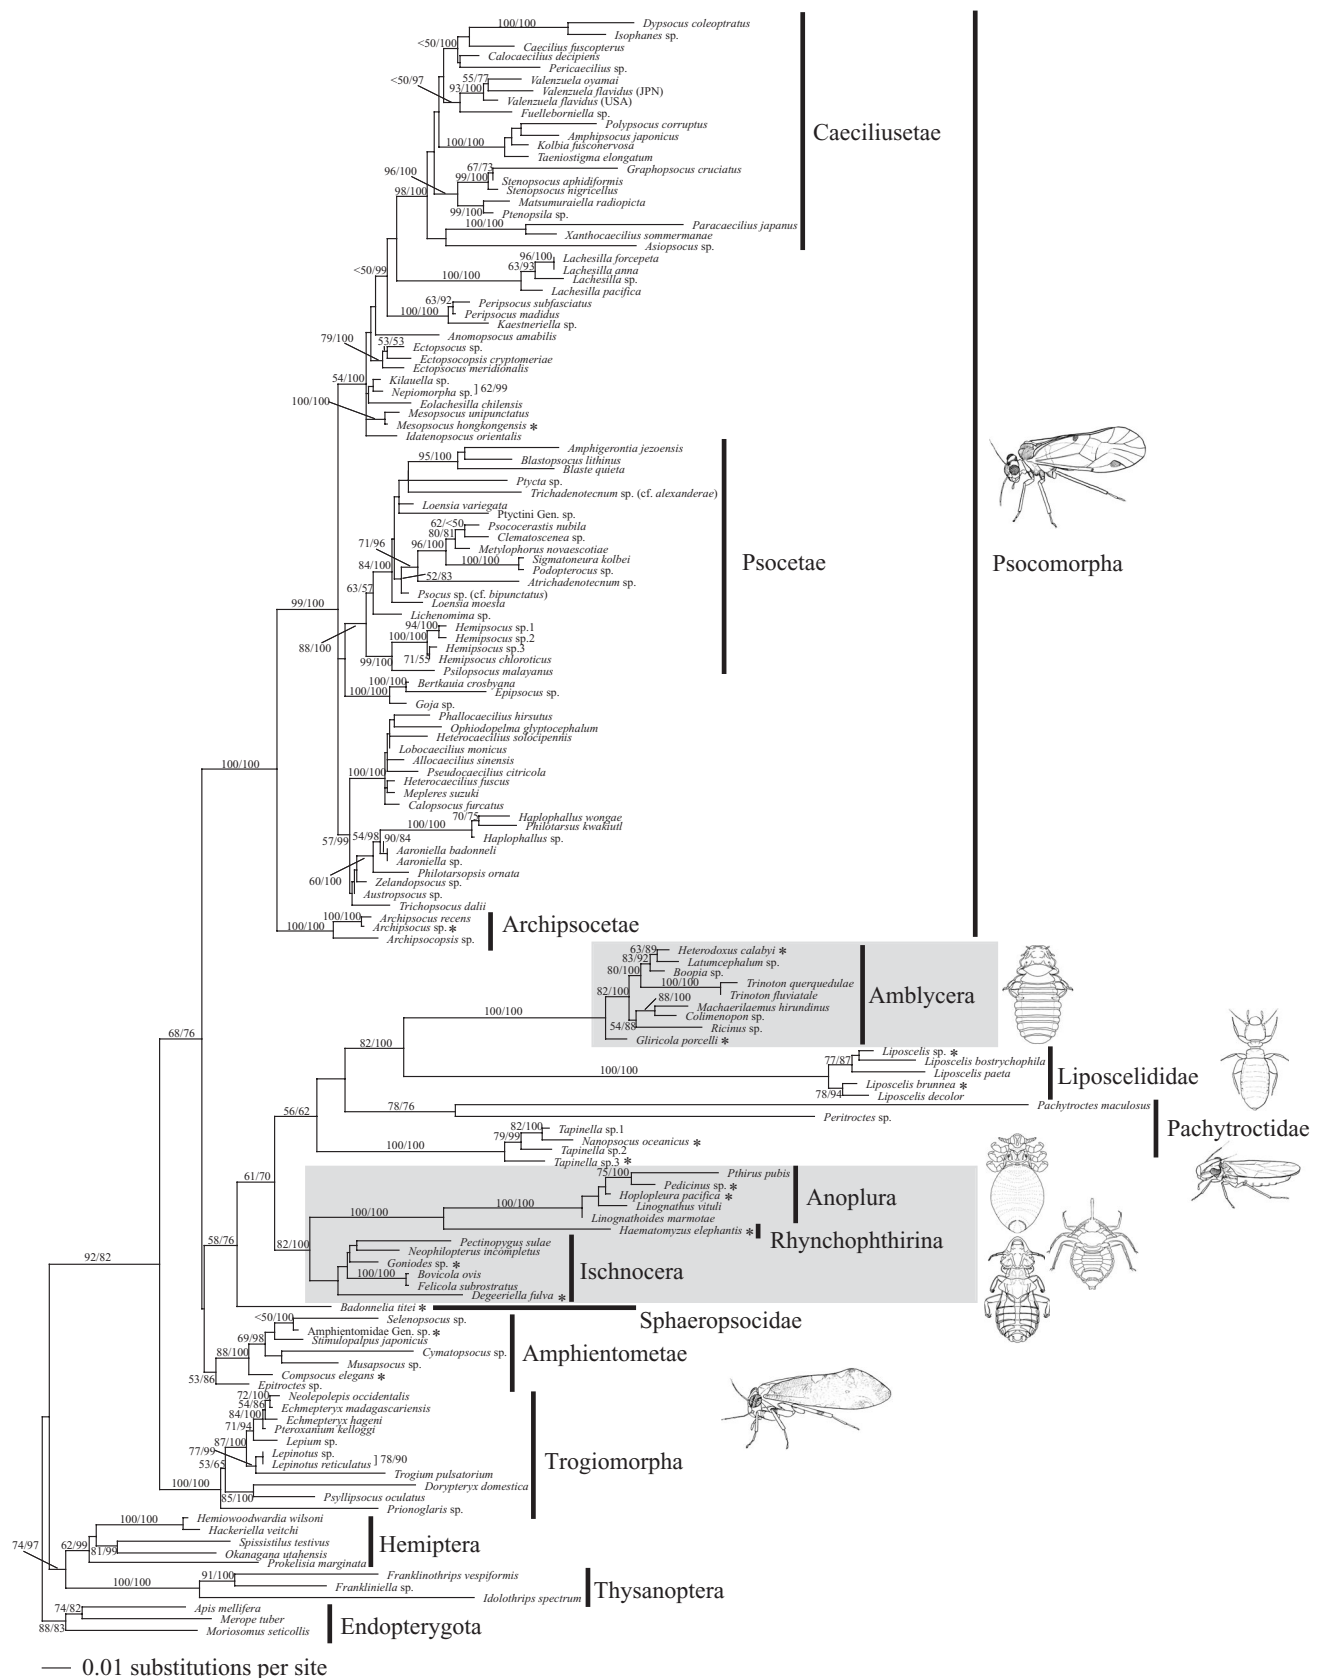 100/100
Dypsocus coleoptratus
Isophanes sp.
<50/100
Caecilius fuscopterus
Calocaecilius decipiens
Pericaecilius sp.
<50/97
55/77
Valenzuela oyamai
93/100
Valenzuela flavidus (JPN)
Valenzuela flavidus (USA)
Fuelleborniella sp.
Polypsocus corruptus
Amphipsocus japonicus
100/100
Kolbia fusconervosa
Taeniostigma elongatum
Caeciliusetae
96/100
67/73
Graphopsocus cruciatus
99/100
Stenopsocus aphidiformis
Stenopsocus nigricellus
98/100
Matsumuraiella radiopicta
99/100
Ptenopsila sp.
100/100
Paracaecilius japanus
Xanthocaecilius sommermanae
Asiopsocus sp.
<50/99
96/100
Lachesilla forcepeta
63/93
Lachesilla anna
100/100
Lachesilla sp.
Lachesilla pacifica
63/92
Peripsocus subfasciatus
100/100
Peripsocus madidus
Kaestneriella sp.
Anomopsocus amabilis
79/100
53/53
Ectopsocus sp.
Ectopsocopsis cryptomeriae
Ectopsocus meridionalis
54/100
Kilauella sp.
Nepiomorpha sp.
] 62/99
100/100
Eolachesilla chilensis
Mesopsocus unipunctatus
Mesopsocus hongkongensis *
Idatenopsocus orientalis
95/100
Amphigerontia jezoensis
Blastopsocus lithinus
Blaste quieta
Ptycta sp.
Trichadenotecnum sp. (cf. alexanderae)
Loensia variegata
Ptyctini Gen. sp.
62/<50
Psococerastis nubila
80/81
Clematoscenea sp.
71/96
96/100
Metylophorus novaescotiae
84/100
100/100
Sigmatoneura kolbei
Podopterocus sp.
52/83
Atrichadenotecnum sp.
63/57
Psocus sp. (cf. bipunctatus)
Loensia moesta
Lichenomima sp.
Psocetae
Psocomorpha
99/100
88/100
94/100
Hemipsocus sp.1
100/100
Hemipsocus sp.2
Hemipsocus sp.3
99/100
71/55
Hemipsocus chloroticus
Psilopsocus malayanus
100/100
Bertkauia crosbyana
100/100
Epipsocus sp.
Goja sp.
Phallocaecilius hirsutus
Ophiodopelma glyptocephalum
Heterocaecilius solocipennis
Lobocaecilius monicus
Allocaecilius sinensis
100/100
100/100
Pseudocaecilius citricola
Heterocaecilius fuscus
Mepleres suzuki
Calopsocus furcatus
70/75
Haplophallus wongae
100/100
Philotarsus kwakiutl
Haplophallus sp.
57/99
54/98
90/84
Aaroniella badonneli
Aaroniella sp.
Philotarsopsis ornata
60/100
Zelandopsocus sp.
Austropsocus sp.
Trichopsocus dalii
100/100
Archipsocus recens
100/100
Archipsocus sp. *
Archipsocopsis sp.
Archipsocetae
63/89
Heterodoxus calabyi *
83/92
Latumcephalum sp.
80/100
Boopia sp.
100/100
Trinoton querquedulae
Trinoton fluviatale
82/100
88/100
Machaerilaemus hirundinus
Colimenopon sp.
54/88
Ricinus sp.
Gliricola porcelli *
Amblycera
100/100
68/76
82/100
Liposcelis sp. *
77/87
Liposcelis bostrychophila
100/100
Liposcelis paeta
Liposcelis brunnea *
78/94
Liposcelis decolor
Liposcelididae
78/76
Pachytroctes maculosus
Peritroctes sp.
56/62
82/100
Tapinella sp.1
79/99
Nanopsocus oceanicus *
100/100
Tapinella sp.2
Tapinella sp.3 *
Pachytroctidae
61/70
75/100
Pthirus pubis
Pedicinus sp. *
Hoplopleura pacifica *
100/100
Linognathus vituli
100/100
Linognathoides marmotae
Anoplura
Haematomyzus elephantis *
Rhynchophthirina
58/76
82/100
Pectinopygus sulae
Neophilopterus incompletus
Goniodes sp. *
100/100
Bovicola ovis
Felicola subrostratus
Degeeriella fulva *
Ischnocera
92/82
Badonnelia titei *
Sphaeropsocidae
<50/100
Selenopsocus sp.
Amphientomidae Gen. sp. *
69/98
Stimulopalpus japonicus
88/100
Cymatopsocus sp.
Musapsocus sp.
Compsocus elegans *
53/86
Epitroctes sp.
Amphientometae
72/100
Neolepolepis occidentalis
54/86
Echmepteryx madagascariensis
84/100
Echmepteryx hageni
71/94
Pteroxanium kelloggi
87/100
Lepium sp.
77/99
Lepinotus sp.
53/65
Lepinotus reticulatus
] 78/90
Trogium pulsatorium
100/100
Dorypteryx domestica
85/100
Psyllipsocus oculatus
Prionoglaris sp.
Trogiomorpha
100/100
Hemiowoodwardia wilsoni
Hackeriella veitchi
74/97
62/99
Spissistilus testivus
81/99
Okanagana utahensis
Prokelisia marginata
Hemiptera
91/100
Franklinothrips vespiformis
100/100
Frankliniella sp.
Idolothrips spectrum
Thysanoptera
74/82
Apis mellifera
Merope tuber
88/83
Moriosomus seticollis
Endopterygota
0.01 substitutions per site